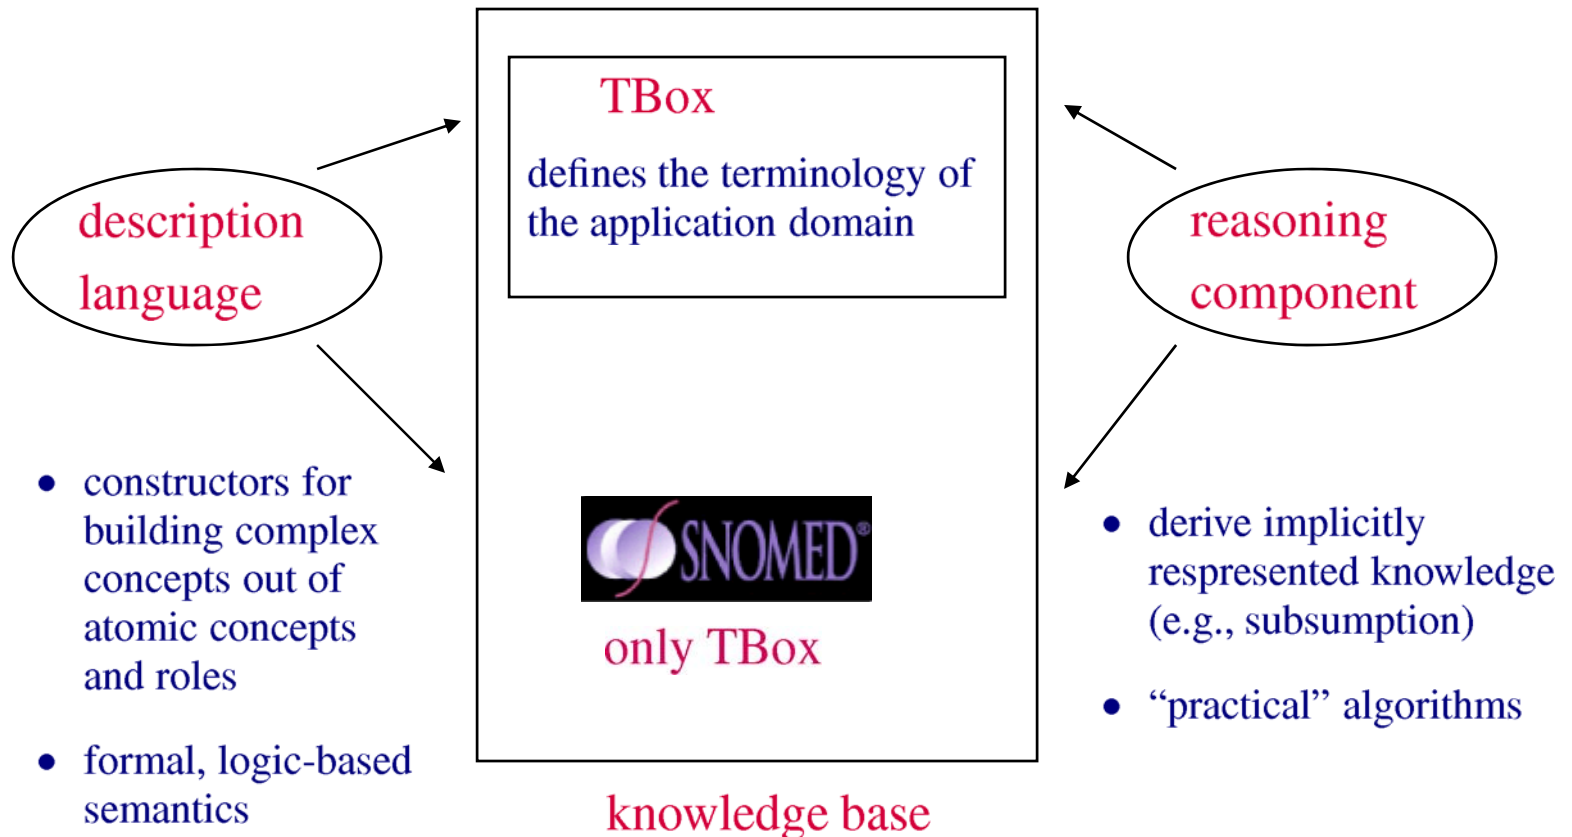 TBox
defines the terminology of
the application domain
description
language
reasoning
component
• constructors for
building complex
concepts out of
atomic concepts
and roles
• formal, logic-based
semantics
SNOMED®
only TBox
knowledge base
• derive implicitly
respresented knowledge
(e.g., subsumption)
• “practical” algorithms